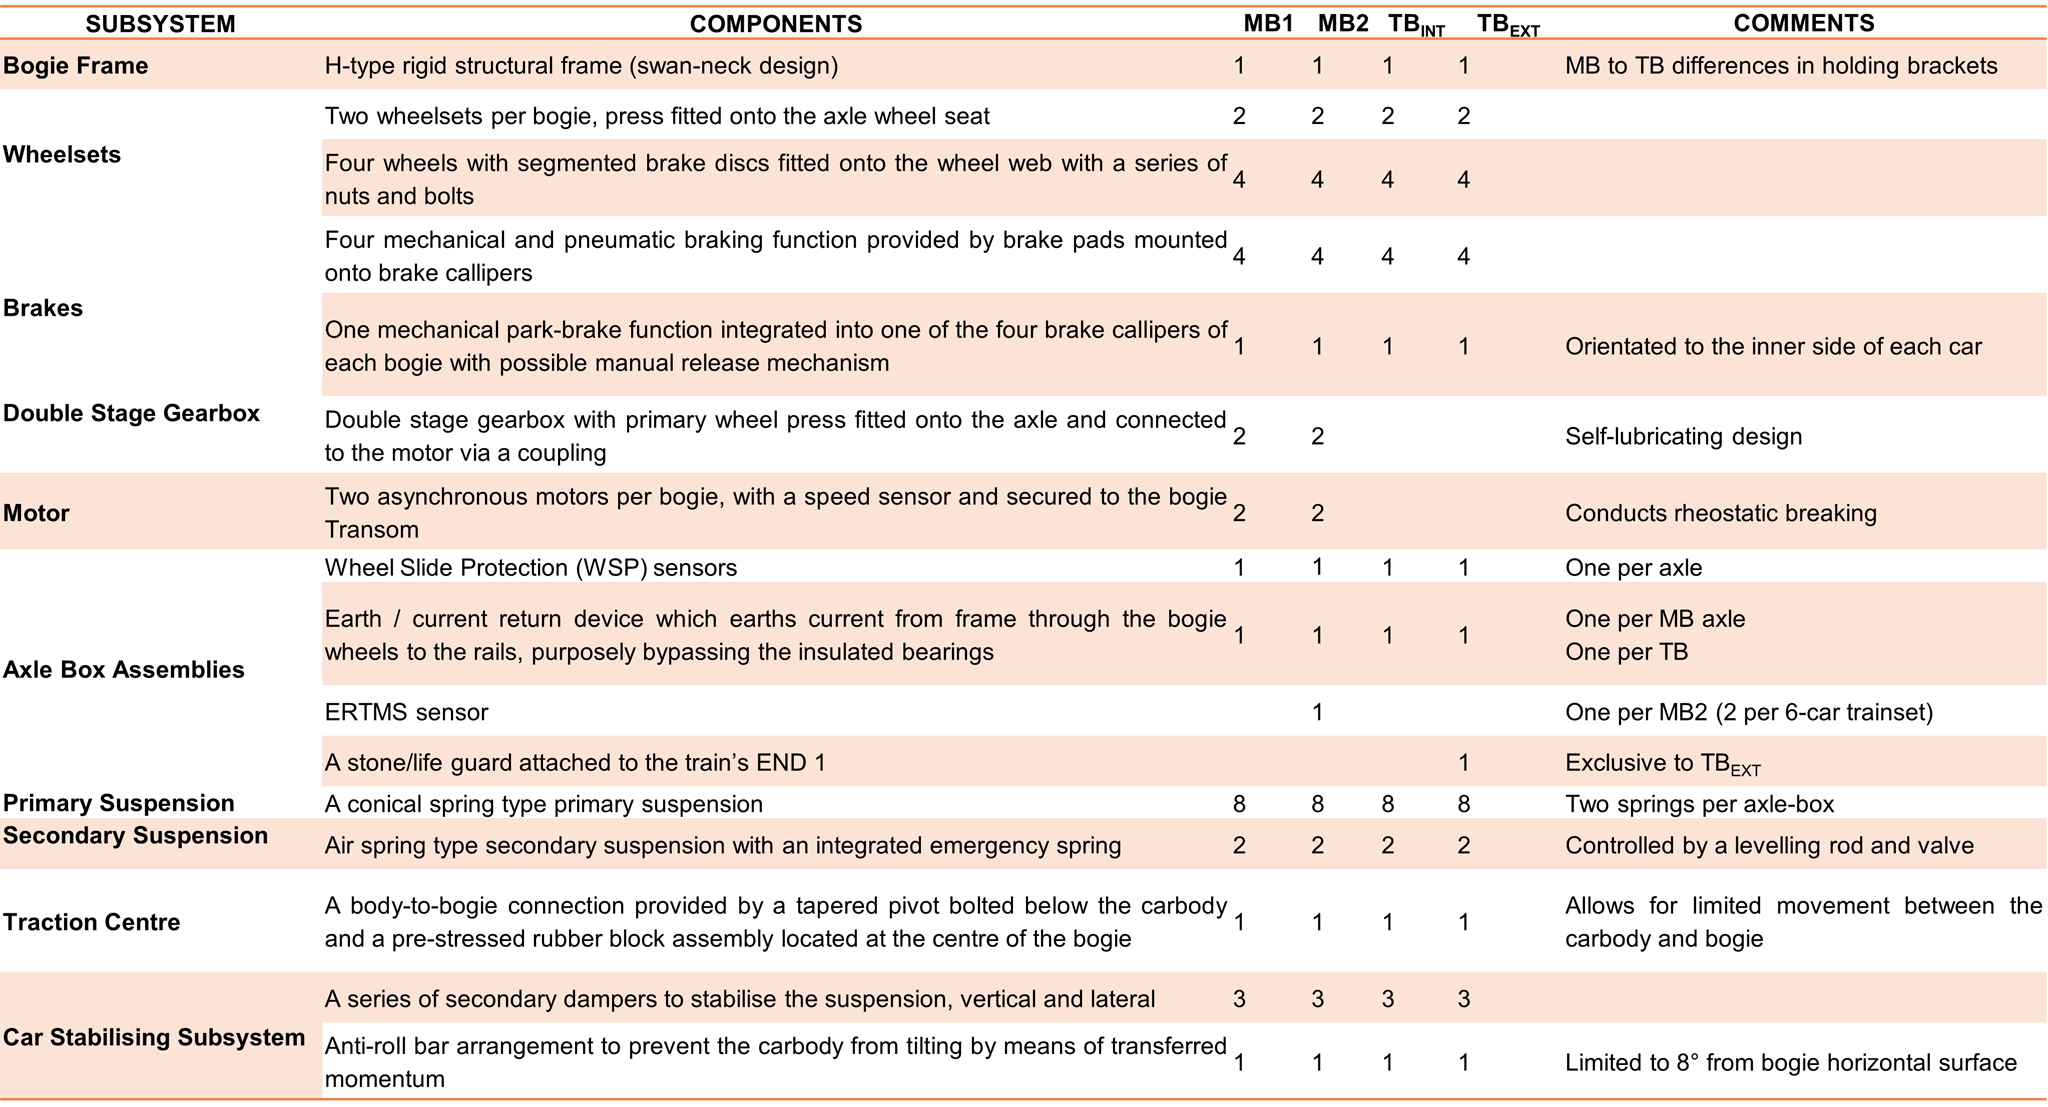 SUBSYSTEM COMPONENTS MB1 MB2 TBINT TBEXT COMMENTS
Bogie Frame H-type rigid structural frame (swan-neck design) 1 1 1 1 MB to TB differences in holding brackets
Wheelsets
Two wheelsets per bogie, press fitted onto the axle wheel seat 2 2 2 2
Four wheels with segmented brake discs fitted onto the wheel web with a series of
nuts and bolts
4 4 4 4
Brakes
Four mechanical and pneumatic braking function provided by brake pads mounted
onto brake callipers
4 4 4 4
One mechanical park-brake function integrated into one of the four brake callipers of
each bogie with possible manual release mechanism
1 1 1 1 Orientated to the inner side of each car
Double Stage Gearbox
Double stage gearbox with primary wheel press fitted onto the axle and connected
to the motor via a coupling
2 2 Self-lubricating design
Motor
Two asynchronous motors per bogie, with a speed sensor and secured to the bogie
Transom
2 2 Conducts rheostatic breaking
Axle Box Assemblies
Wheel Slide Protection (WSP) sensors 1 1 1 1 One per axle
Earth / current return device which earths current from frame through the bogie
wheels to the rails, purposely bypassing the insulated bearings
1 1 1 1
One per MB axle
One per TB
ERTMS sensor 1 One per MB2 (2 per 6-car trainset)
A stone/life guard attached to the train's END 1 1 Exclusive to TBEXT
Primary Suspension A conical spring type primary suspension 8 8 8 8 Two springs per axle-box
Secondary Suspension Air spring type secondary suspension with an integrated emergency spring 2 2 2 2 Controlled by a levelling rod and valve
Traction Centre
A body-to-bogie connection provided by a tapered pivot bolted below the carbody
and a pre-stressed rubber block assembly located at the centre of the bogie
1 1 1 1
Allows for limited movement between the
carbody and bogie
Car Stabilising Subsystem
A series of secondary dampers to stabilise the suspension, vertical and lateral 3 3 3 3
Anti-roll bar arrangement to prevent the carbody from tilting by means of transferred
momentum
1 1 1 1 Limited to 8° from bogie horizontal surface